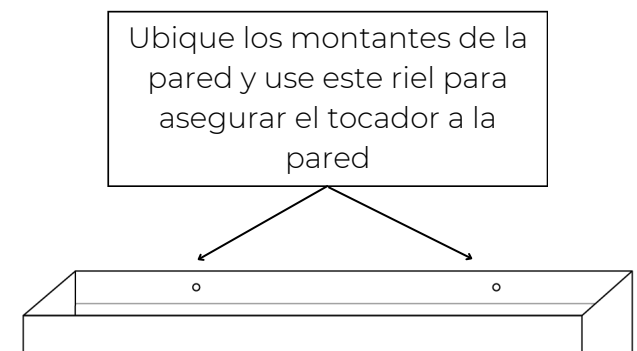 Ubique los montantes de la
pared y use este riel para
asegurar el tocador a la
pared